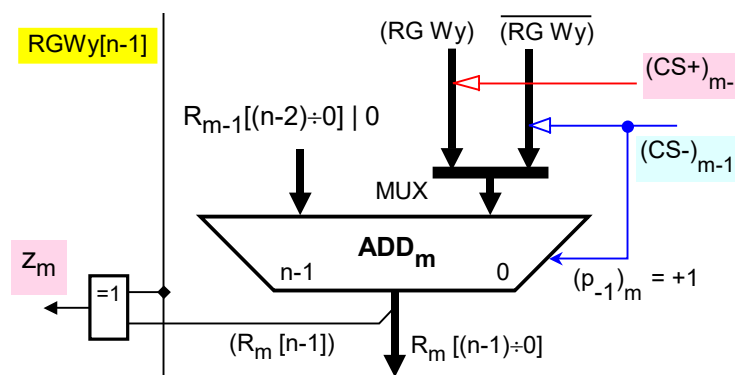 RGWy[n-1]
(RG Wy) (RG Wy)
(CS+)m-
Rm-1[(n-2)÷0] | 0
(CS-)m-1
MUX
ADDm
zm
n-1 0
=1
(p-1)m = +1
(Rm [n-1])
Rm [(n-1)÷0]